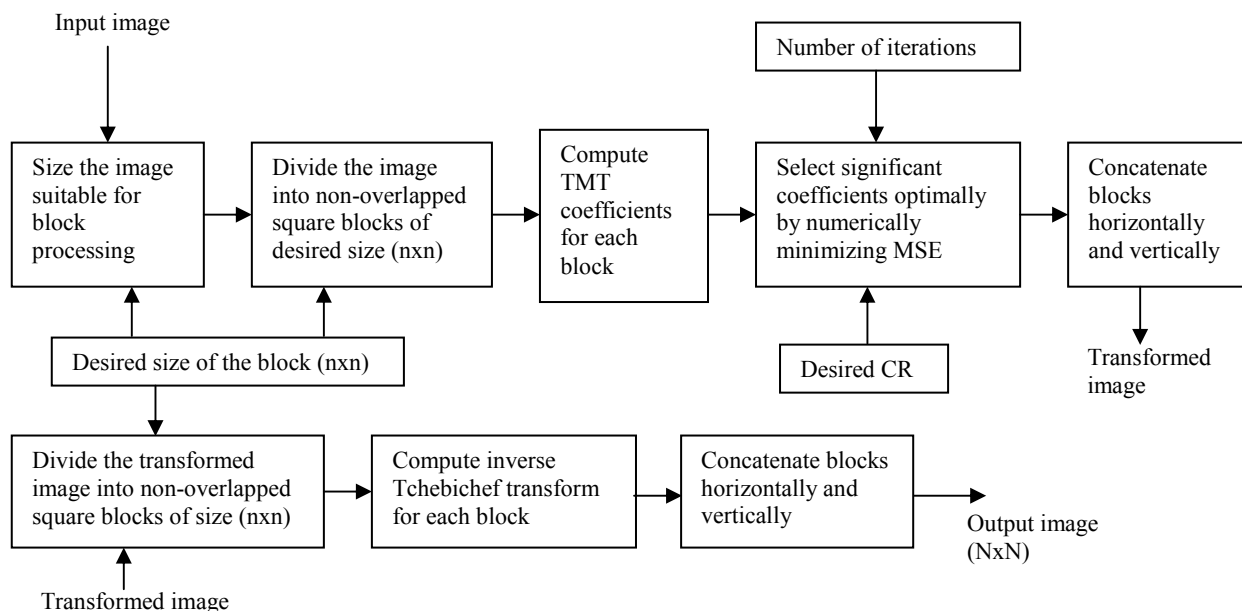 Input image
Number of iterations
Size the image
suitable for
block
processing
Divide the image
into non-overlapped
square blocks of
desired size (nxn)
Compute
TMT
coefficients
for each
block
Select significant
coefficients optimally
by numerically
minimizing MSE
Concatenate
blocks
horizontally
and vertically
Desired size of the block (nxn)
Desired CR
Transformed
image
Divide the transformed
image into non-overlapped
square blocks of size (nxn)
Compute inverse
Tchebichef transform
for each block
Concatenate blocks
horizontally and
vertically
Output image
(NxN)
Transformed image